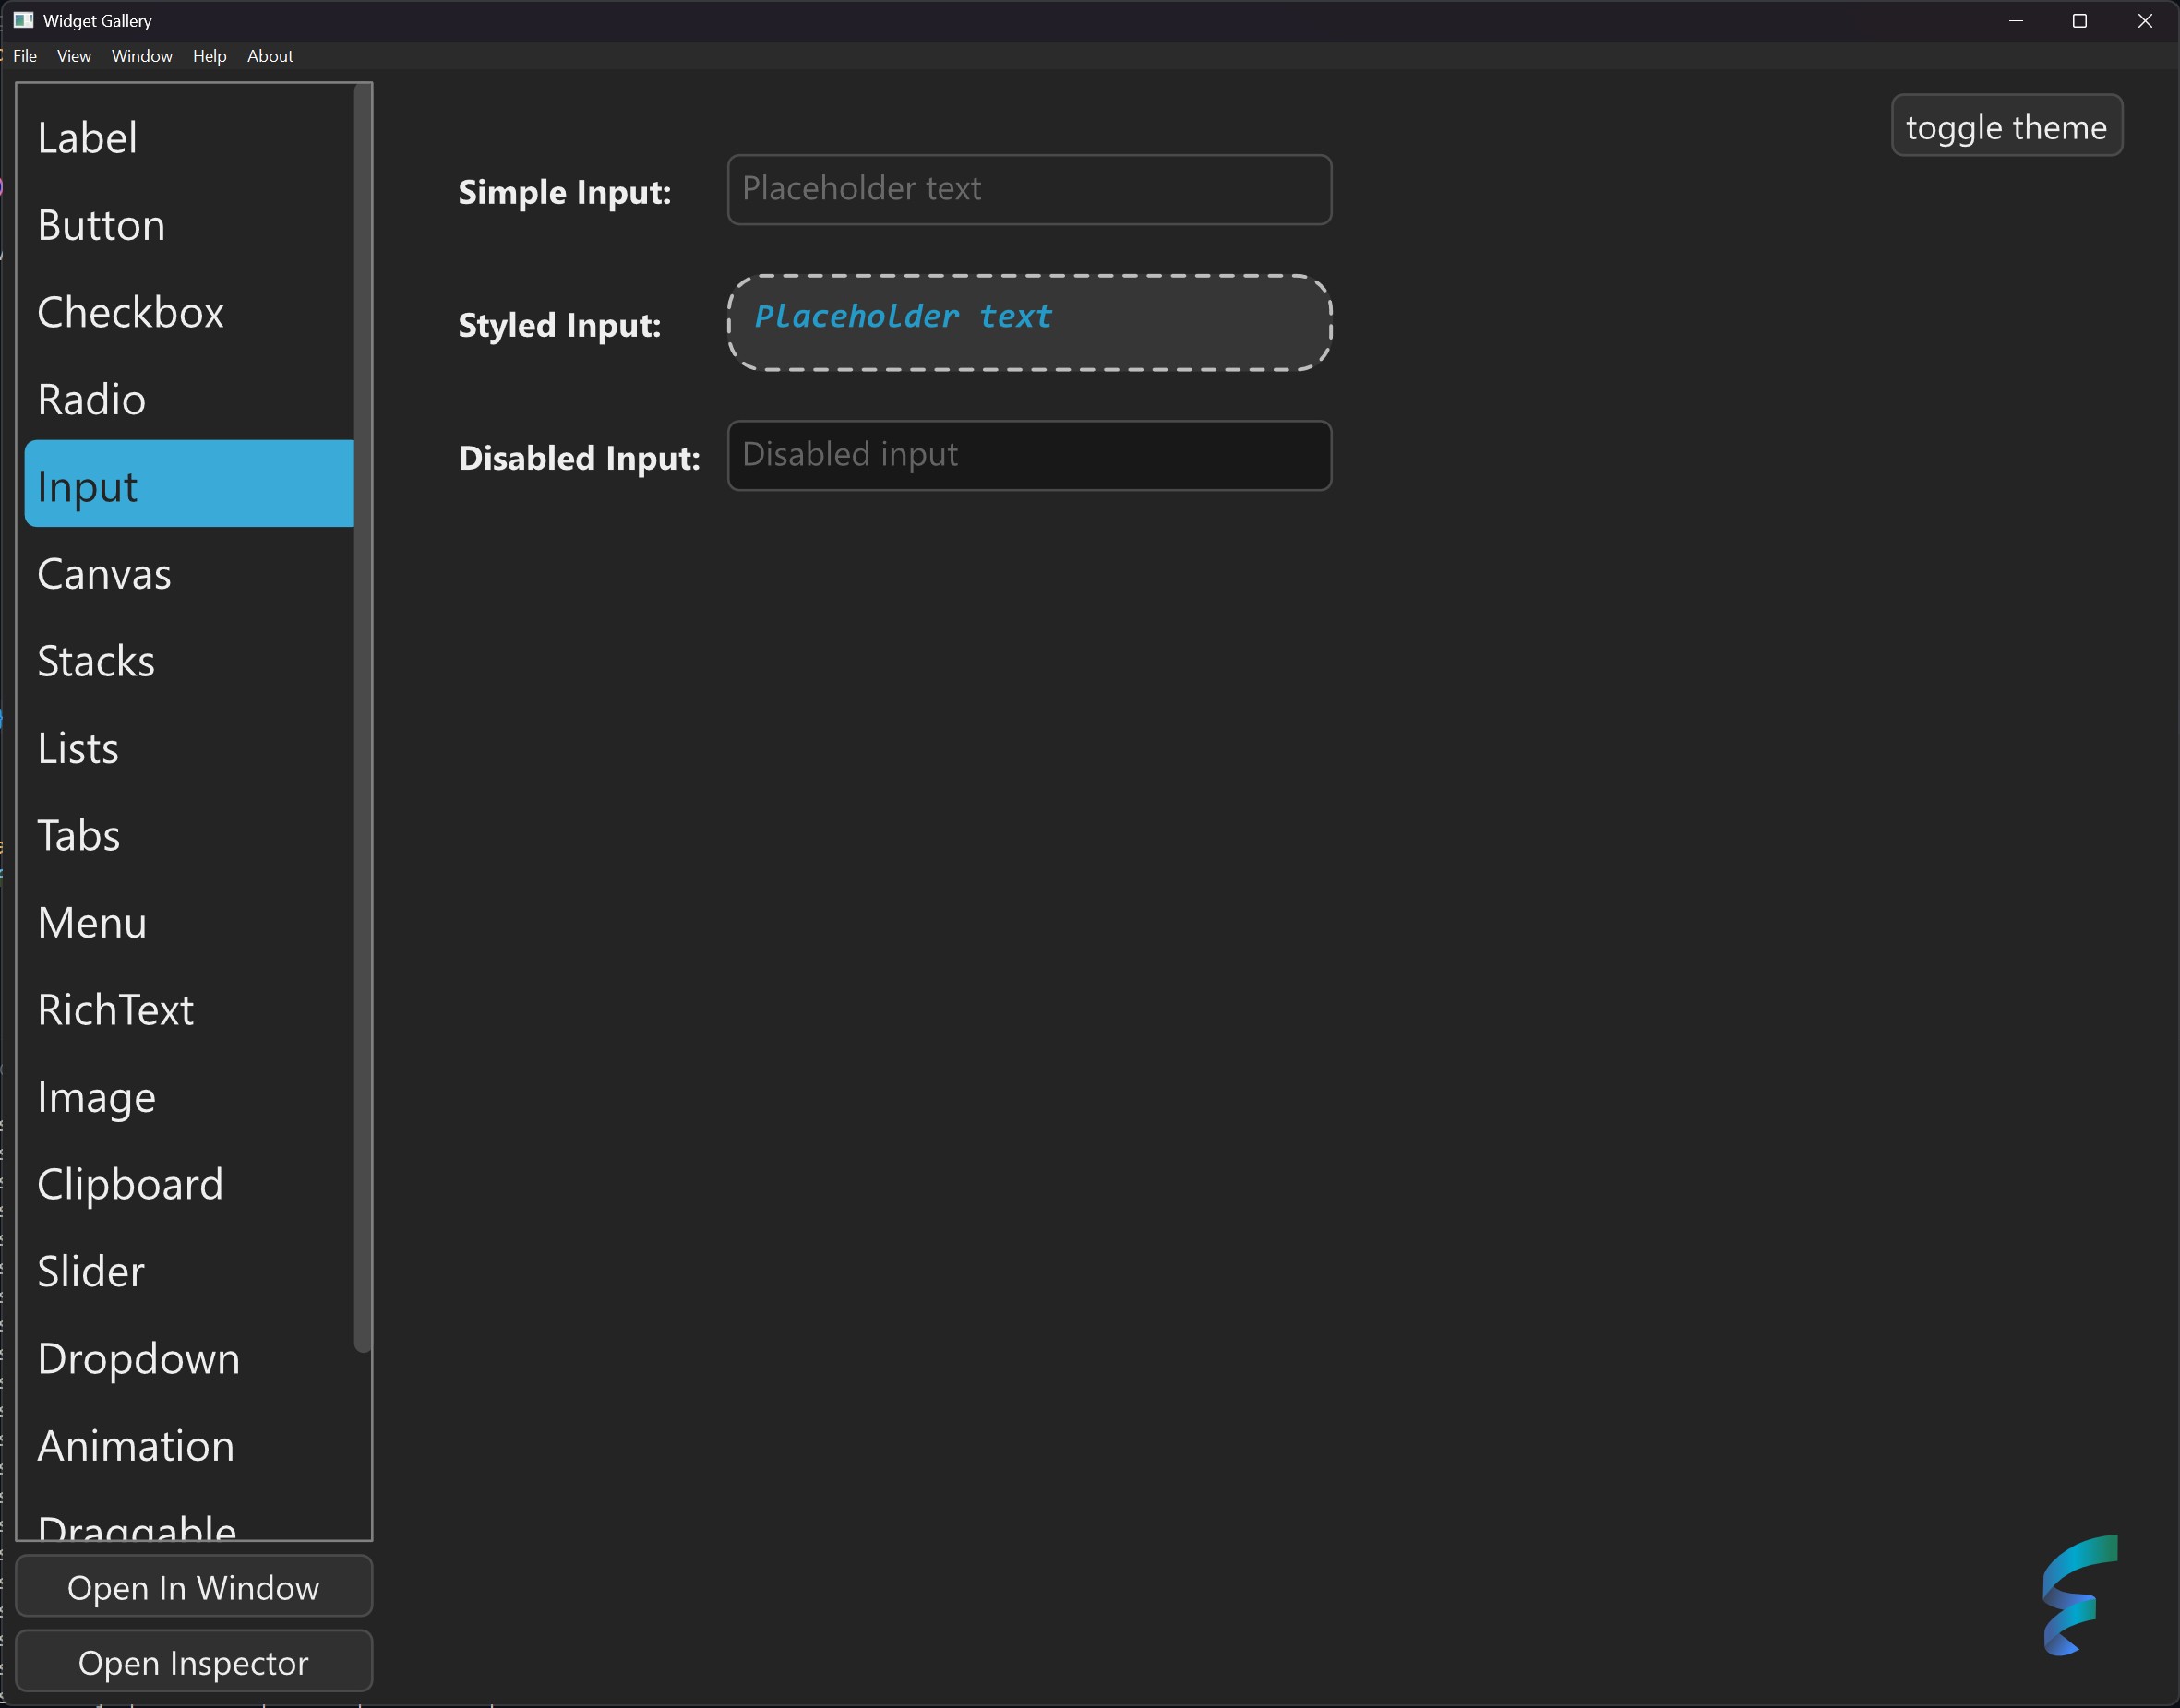 Widget Gallery
File View Window Help About
Label
Button
Checkbox
Radio
Input
Canvas
Stacks
Lists
Tabs
Menu
RichText
Image
Clipboard
Slider
Dropdown
Animation
Draggable
Open In Window
Open Inspector
toggle theme
Simple Input: Placeholder text
Styled Input: Placeholder text
Disabled Input: Disabled input